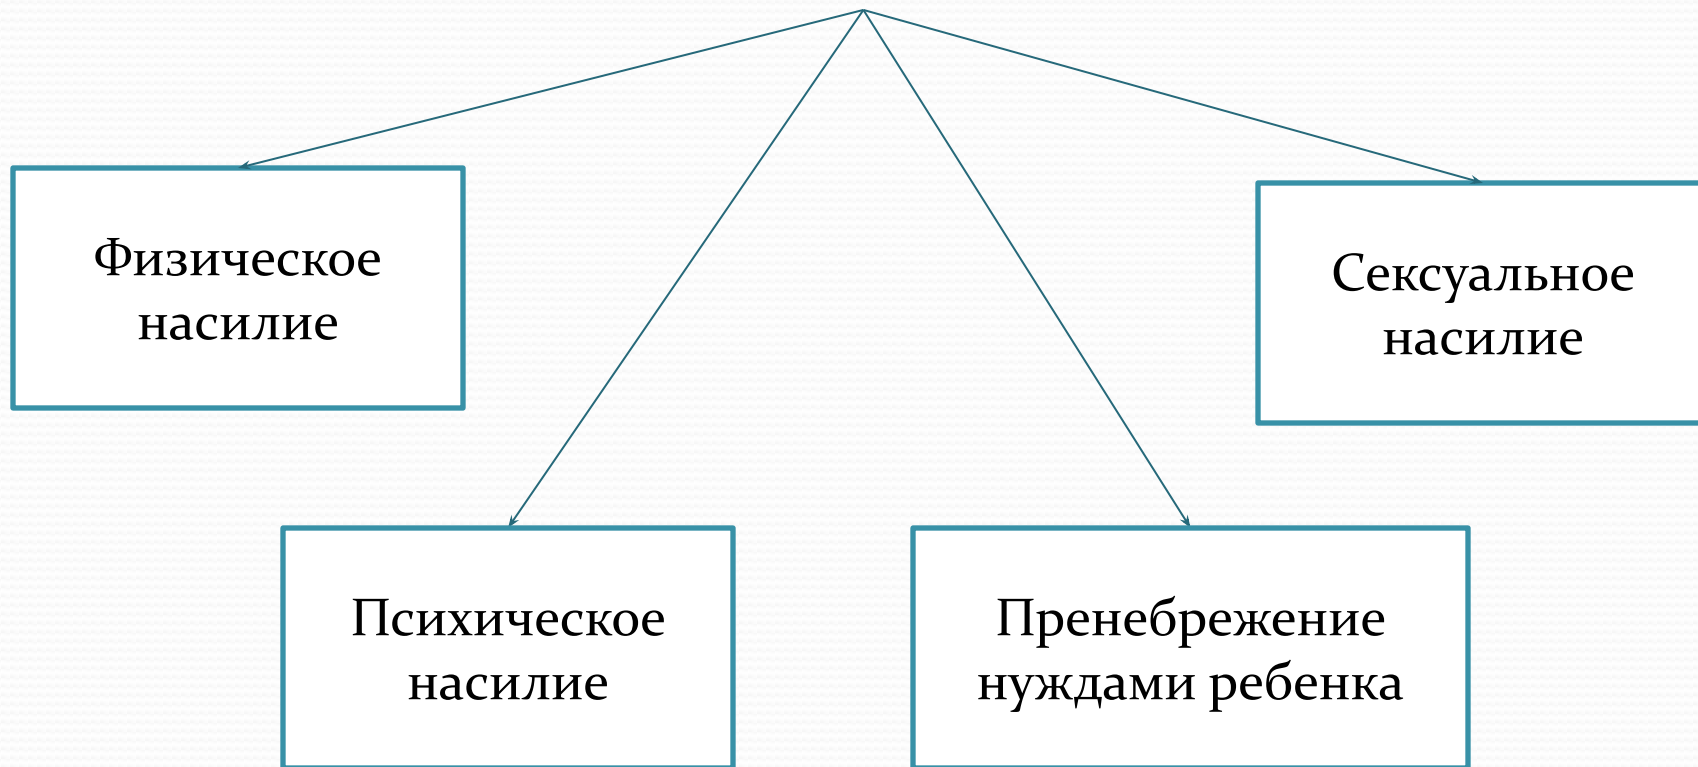 Физическое
насилие
Сексуальное
насилие
Психическое
насилие
Пренебрежение
нуждами ребенка